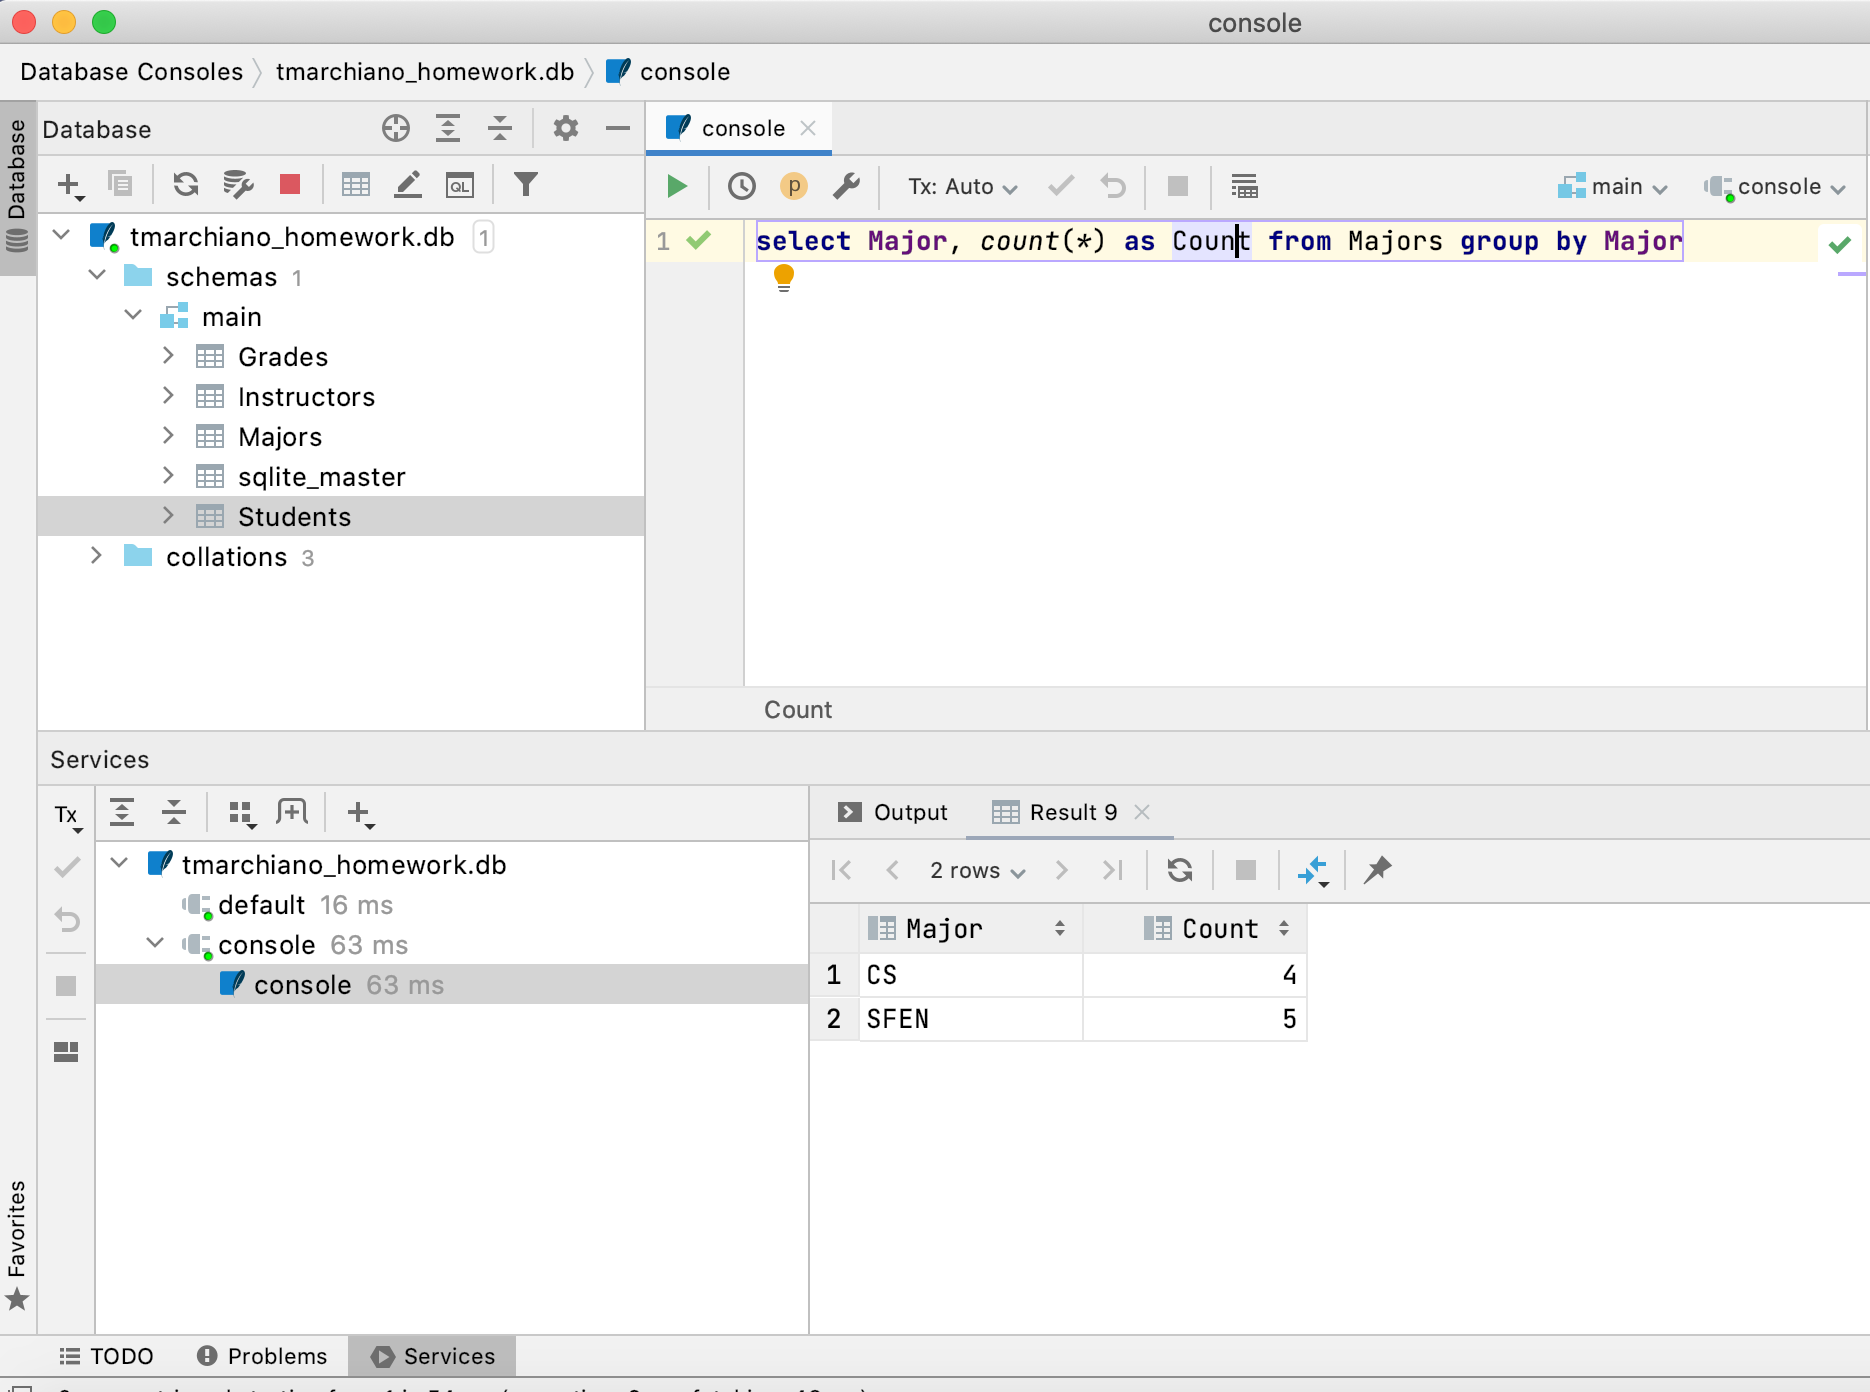 console
Database Consoles tmarchiano_homework.db console
Database
Database
console
Tx: Auto
main
console
tmarchiano_homework.db 1
schemas 1
main
Grades
Instructors
Majors
sqlite_master
Students
collations 3
1 select Major, count(*) as Count from Majors group by Major
Count
Services
Tx
tmarchiano_homework.db
default 16 ms
console 63 ms
console 63 ms
Output Result 9
2 rows
Major Count
1 CS 4
2 SFEN 5
Favorites
TODO Problems Services